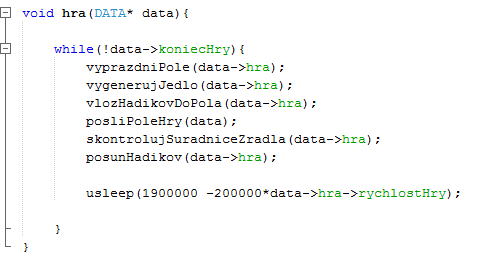 void hra(DATA* data){
while(!data->koniecHry){
vyprazdniPole(data->hra);
vygenerujJedlo(data->hra);
vlozHadikovDoPola(data->hra);
posliPoleHry(data);
skontrolujSuradniceZradla(data->hra);
posunHadikov(data->hra);
usleep(1900000 -200000*data->hra->rychlostHry);
}
}